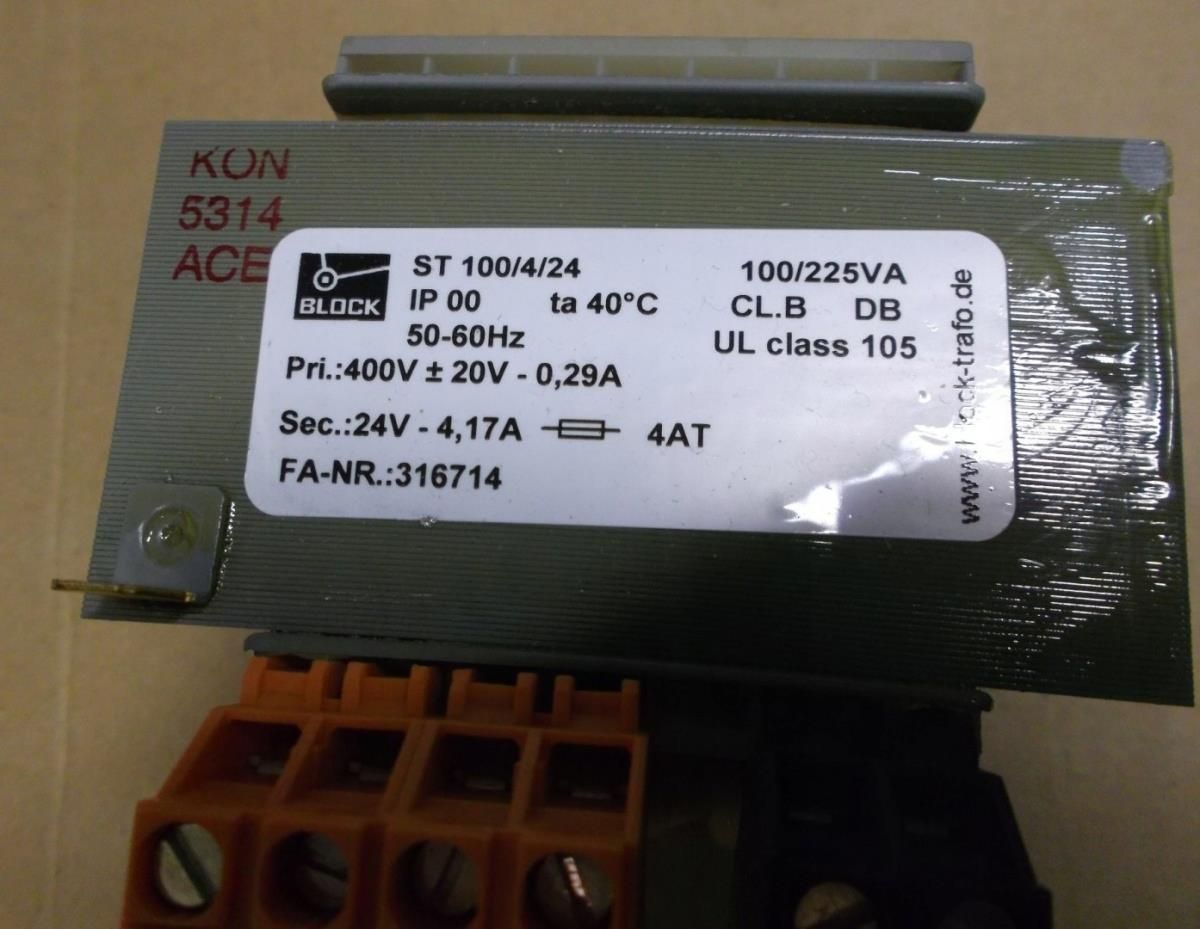 KON
5314
ACE
BLOCK
ST 100/4/24 100/225VA
IP 00 ta 40°C CL.B DB
50-60Hz UL class 105
Pri.:400V ± 20V - 0,29A
Sec.:24V - 4,17A 4AT
FA-NR.:316714
www.block-trafo.de